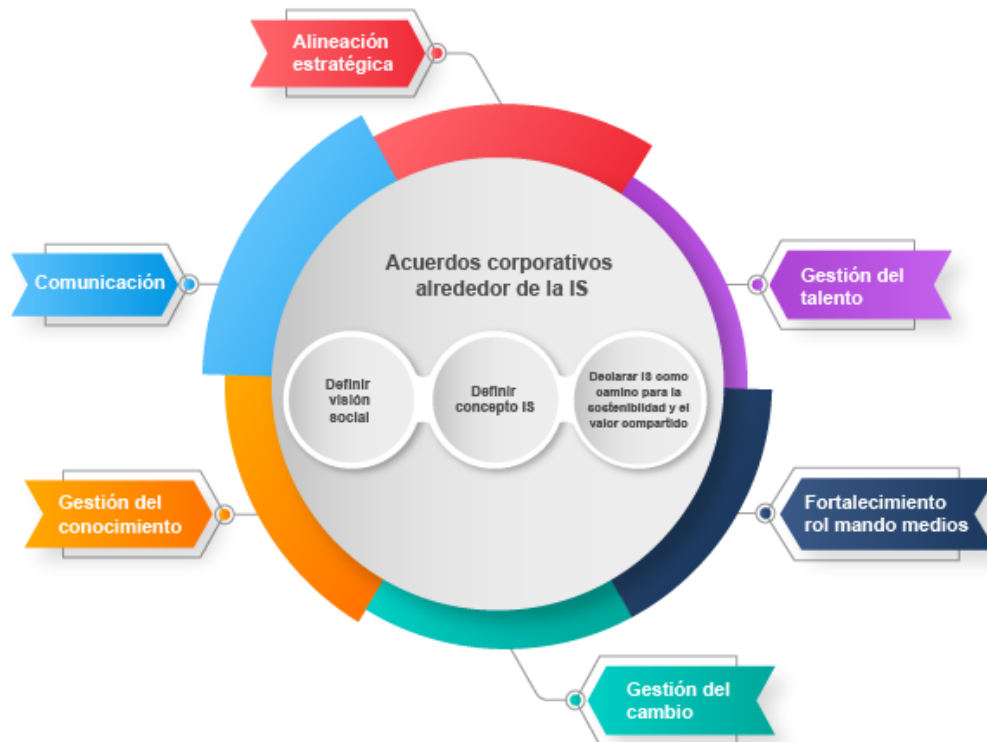 Alineación
estratégica
Comunicación
Gestión del
talento
Acuerdos corporativos
alrededor de la IS
Definir
visión
social
Definir
concepto IS
Declarar IS como
camino para la
sostenibilidad y el
valor compartido
Gestión del
conocimiento
Fortalecimiento
rol mando medios
Gestión del
cambio